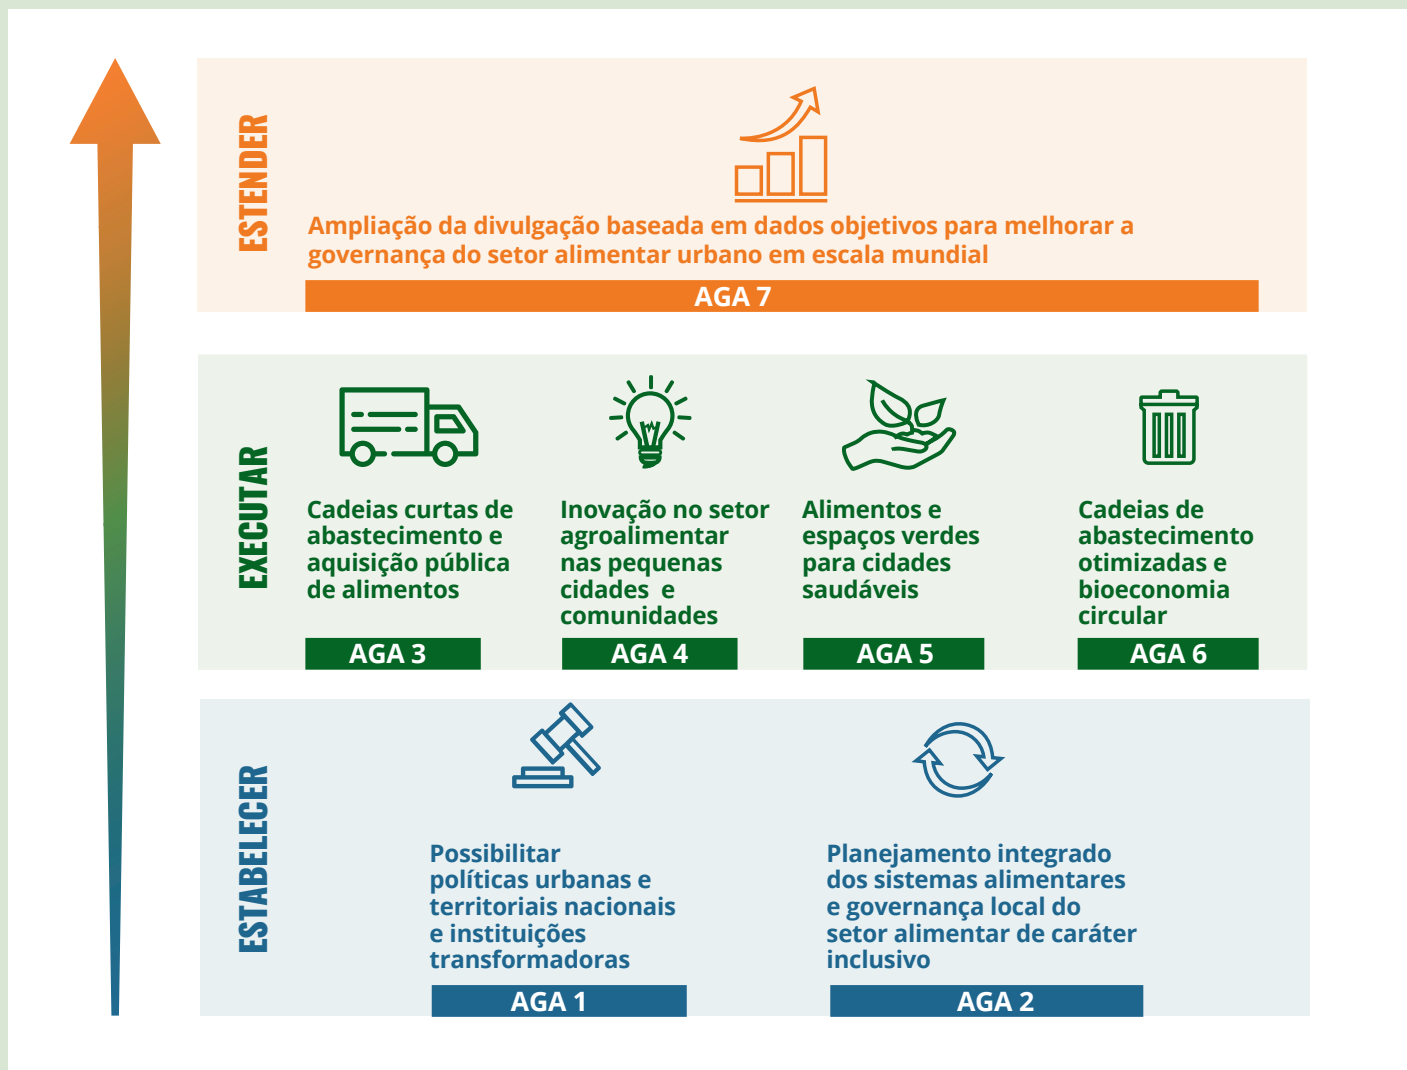 ESTENDER
Ampliação da divulgação baseada em dados objetivos para melhorar a
governança do setor alimentar urbano em escala mundial
AGA 7
EXECUTAR
Cadeias curtas de
abastecimento e
aquisição pública
de alimentos
AGA 3
Inovação no setor
agroalimentar
nas pequenas
cidades e
comunidades
AGA 4
Alimentos e
espaços verdes
para cidades
saudáveis
AGA 5
Cadeias de
abastecimento
otimizadas e
bioeconomia
circular
AGA 6
ESTABELECER
Possibilitar
políticas urbanas e
territoriais nacionais
e instituições
transformadoras
AGA 1
Planejamento integrado
dos sistemas alimentares
e governança local do
setor alimentar de caráter
inclusivo
AGA 2